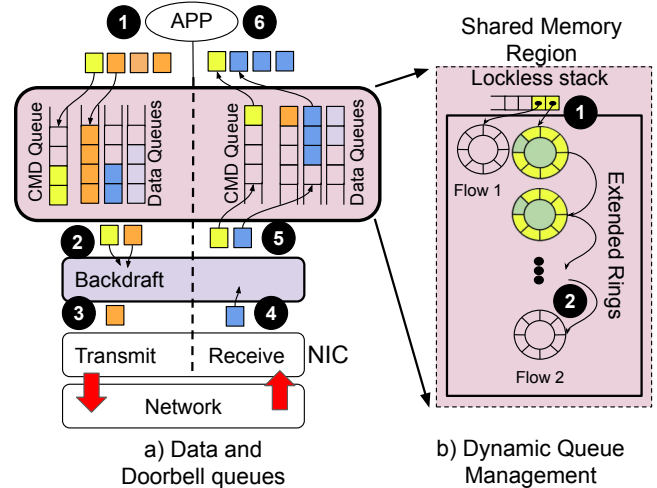 1
APP
6
CMD Queue
Data Queues
CMD Queue
Data Queues
2
5
Backdraft
3
4
Transmit
Receive
NIC
Network
a) Data and
Doorbell queues
Shared Memory
Region
Lockless stack
1
Flow 1
Extended Rings
2
Flow 2
b) Dynamic Queue
Management